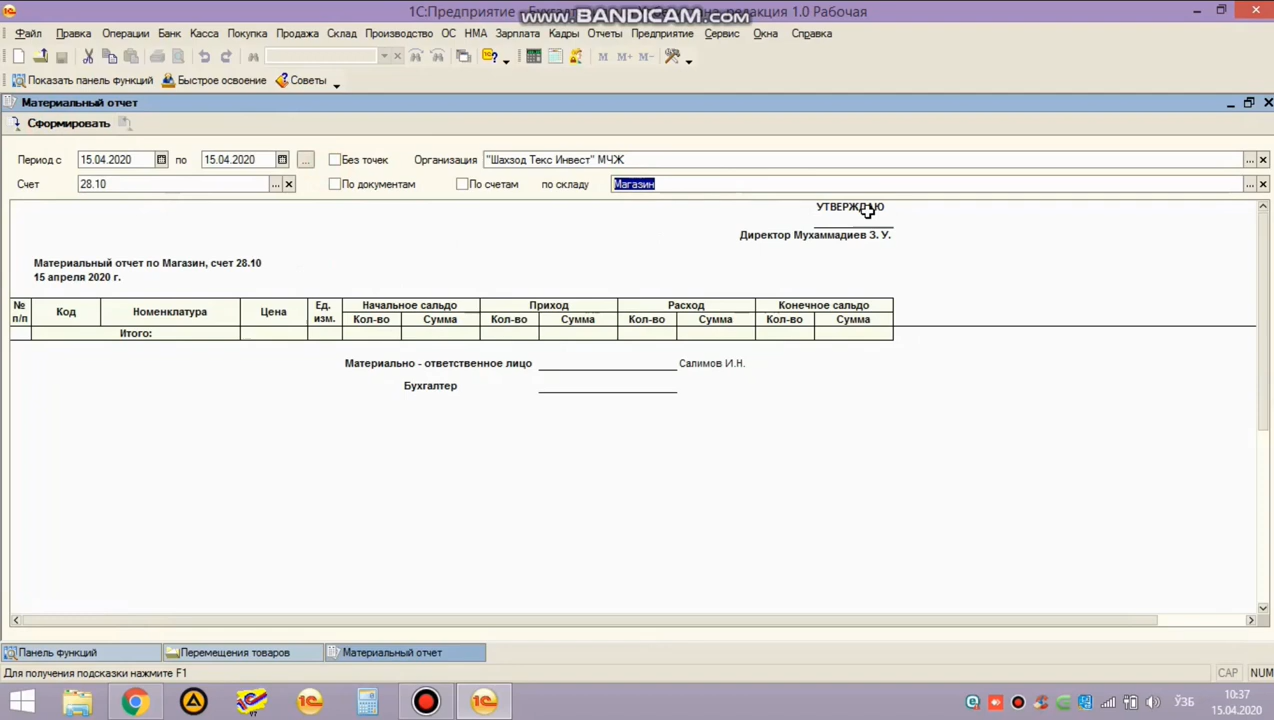 1С:Предприятие - Бухгал
www.BANDICAM.com
на, редакция 1.0 Рабочая
Файл Правка Операции Банк Касса Покупка Продажа Склад Производство ОС НМА Зарплата Кадры Отчеты Предприятие Сервис Окна Справка
M M+ M-
Показать панель функций Быстрое освоение Советы
Материальный отчет
Сформировать
Период с 15.04.2020 по 15.04.2020 ... Без точек Организация "Шахзод Текс Инвест" МЧЖ ...
Счет 28.10 ... По документам По счетам по складу Магазин ...
УТВЕРЖДАЮ
Директор Мухаммадиев З. У.
Материальный отчет по Магазин, счет 28.10
15 апреля 2020 г.
№ п/п Код Номенклатура Цена Ед. изм. Начальное сальдо Приход Расход Конечное сальдо
Кол-во Сумма Кол-во Сумма Кол-во Сумма Кол-во Сумма
Итого:
Материально - ответственное лицо Салимов И.Н.
Бухгалтер
Панель функций Перемещения товаров Материальный отчет
Для получения подсказки нажмите F1 CAP NUM
ЎЗБ 10:37
15.04.2020